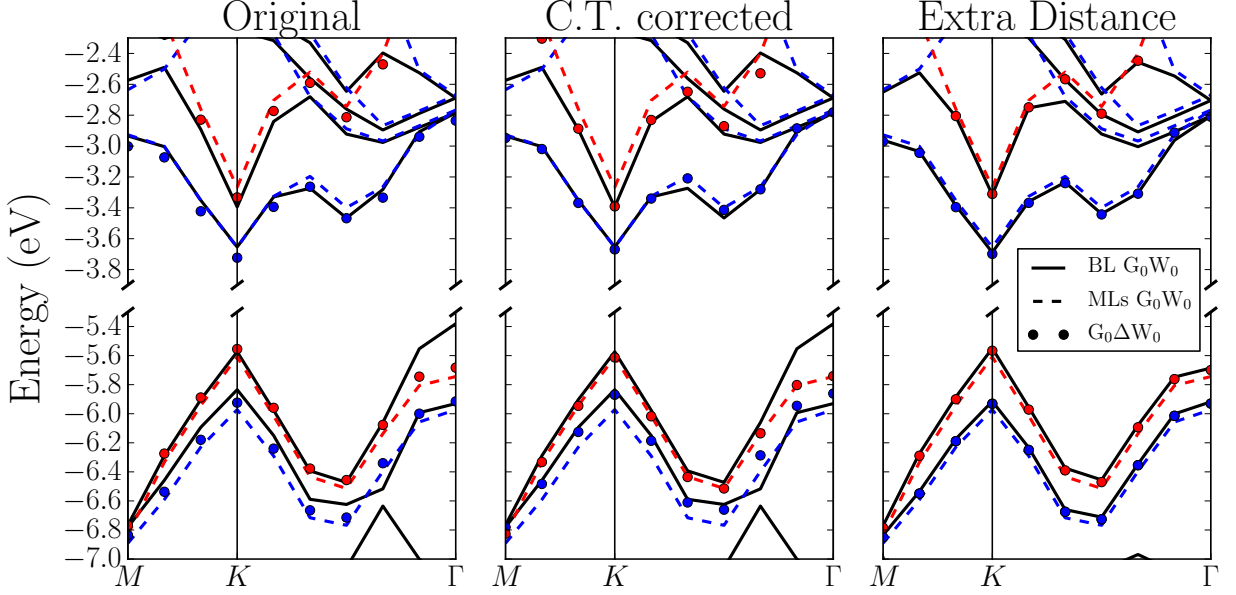 Original
C.T. corrected
Extra Distance
Energy (eV)
−2.4
−2.6
−2.8
−3.0
−3.2
−3.4
−3.6
−3.8
−5.4
−5.6
−5.8
−6.0
−6.2
−6.4
−6.6
−6.8
−7.0
BL G₀W₀
MLs G₀W₀
G₀ΔW₀
M K Γ
M K Γ
M K Γ